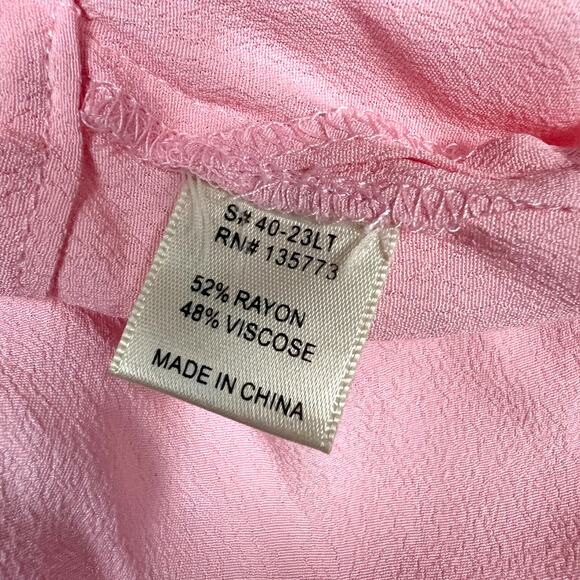 S# 40-23LT
RN# 135773
52% RAYON
48% VISCOSE
MADE IN CHINA